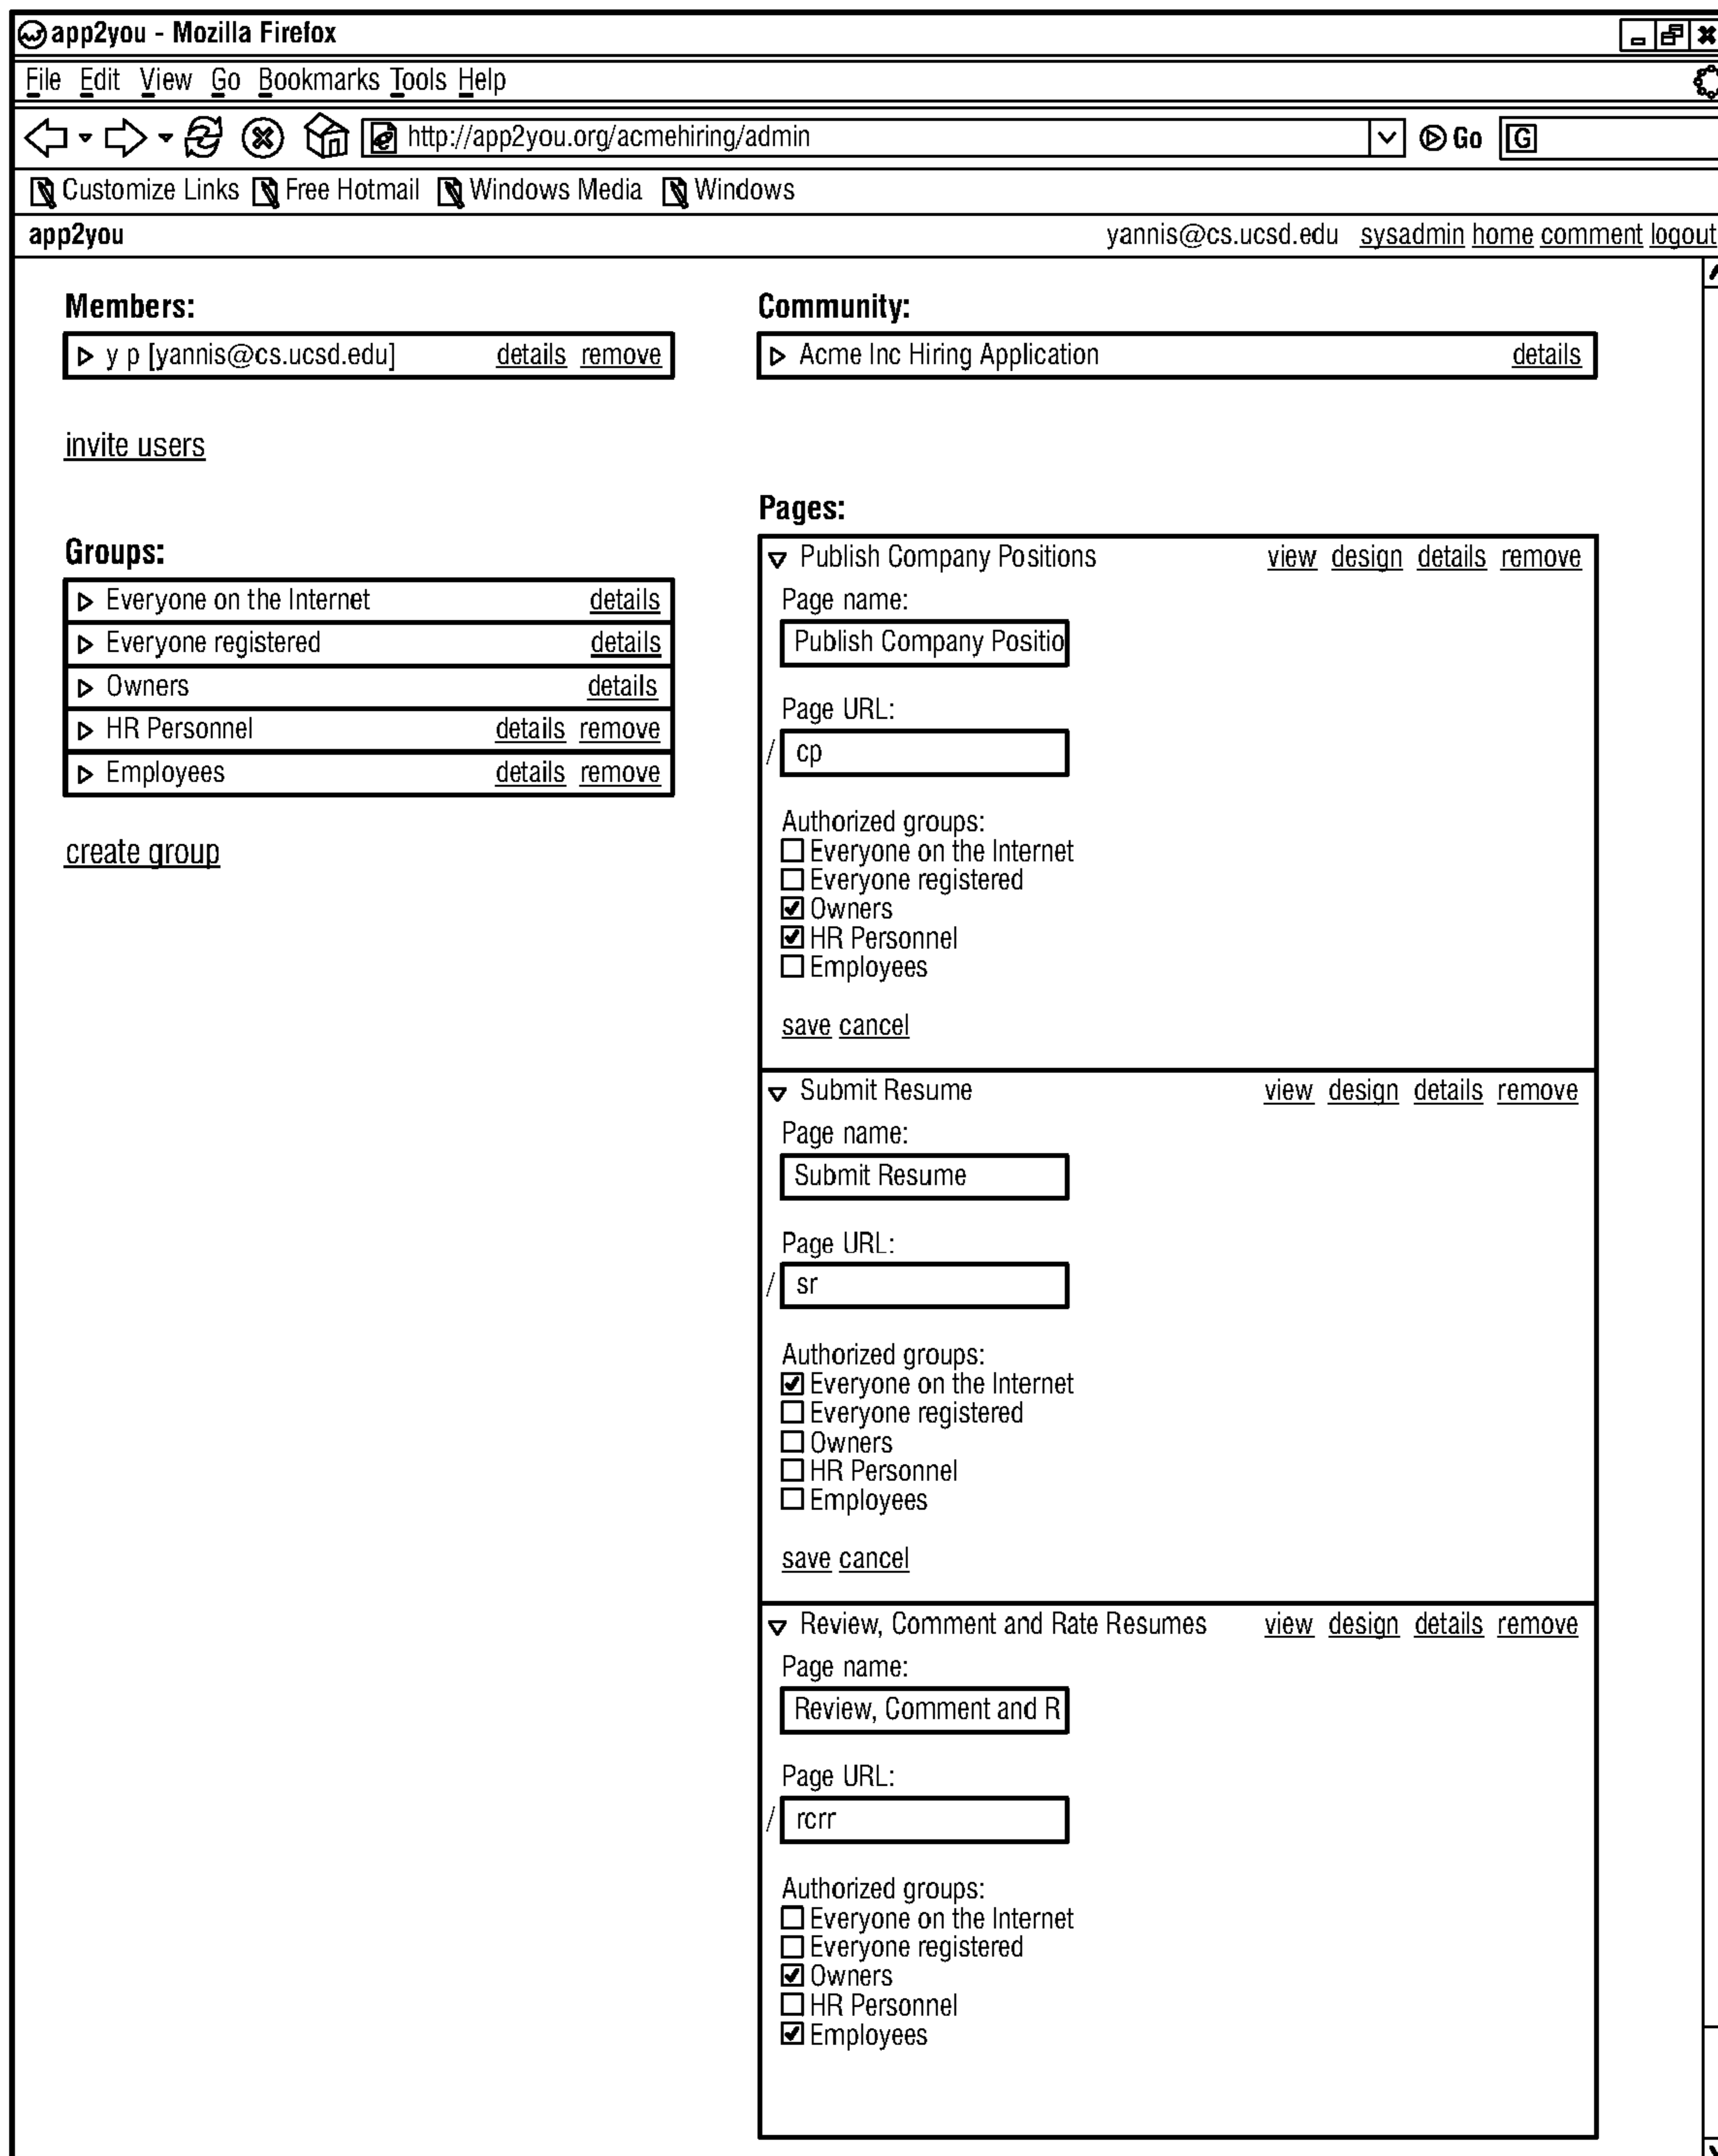 app2you - Mozilla Firefox
File Edit View Go Bookmarks Tools Help
http://app2you.org/acmehiring/admin Go G
Customize Links Free Hotmail Windows Media Windows
app2you yannis@cs.ucsd.edu sysadmin home comment logout
Members:
y p [yannis@cs.ucsd.edu] details remove
invite users
Groups:
Everyone on the Internet details
Everyone registered details
Owners details
HR Personnel details remove
Employees details remove
create group
Community:
Acme Inc Hiring Application details
Pages:
Publish Company Positions view design details remove
Page name:
Publish Company Positio
Page URL:
/ cp
Authorized groups:
Everyone on the Internet
Everyone registered
Owners
HR Personnel
Employees
save cancel
Submit Resume view design details remove
Page name:
Submit Resume
Page URL:
/ sr
Authorized groups:
Everyone on the Internet
Everyone registered
Owners
HR Personnel
Employees
save cancel
Review, Comment and Rate Resumes view design details remove
Page name:
Review, Comment and R
Page URL:
/ rcrr
Authorized groups:
Everyone on the Internet
Everyone registered
Owners
HR Personnel
Employees